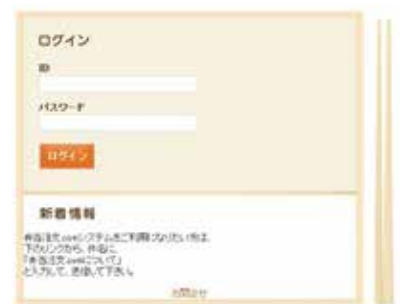 ログイン
ID
パスワード
ログイン
新着情報
弁当注文.comシステムをご利用になりたい方は、
下のリンクから、件名に
「弁当注文.comについて」
と入力して、送信して下さい。
お問合せ